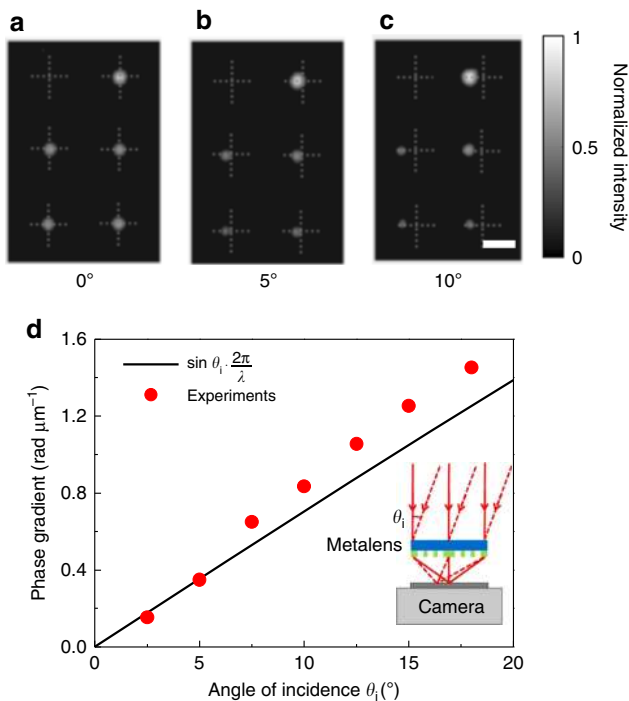 a
b
c
0°
5°
10°
1
0.5
0
Normalized intensity
d
1.6
1.2
0.8
0.4
0.0
Phase gradient (rad μm⁻¹)
sin θᵢ · 2π/λ
Experiments
θᵢ
Metalens
Camera
0
5
10
15
20
Angle of incidence θᵢ(°)